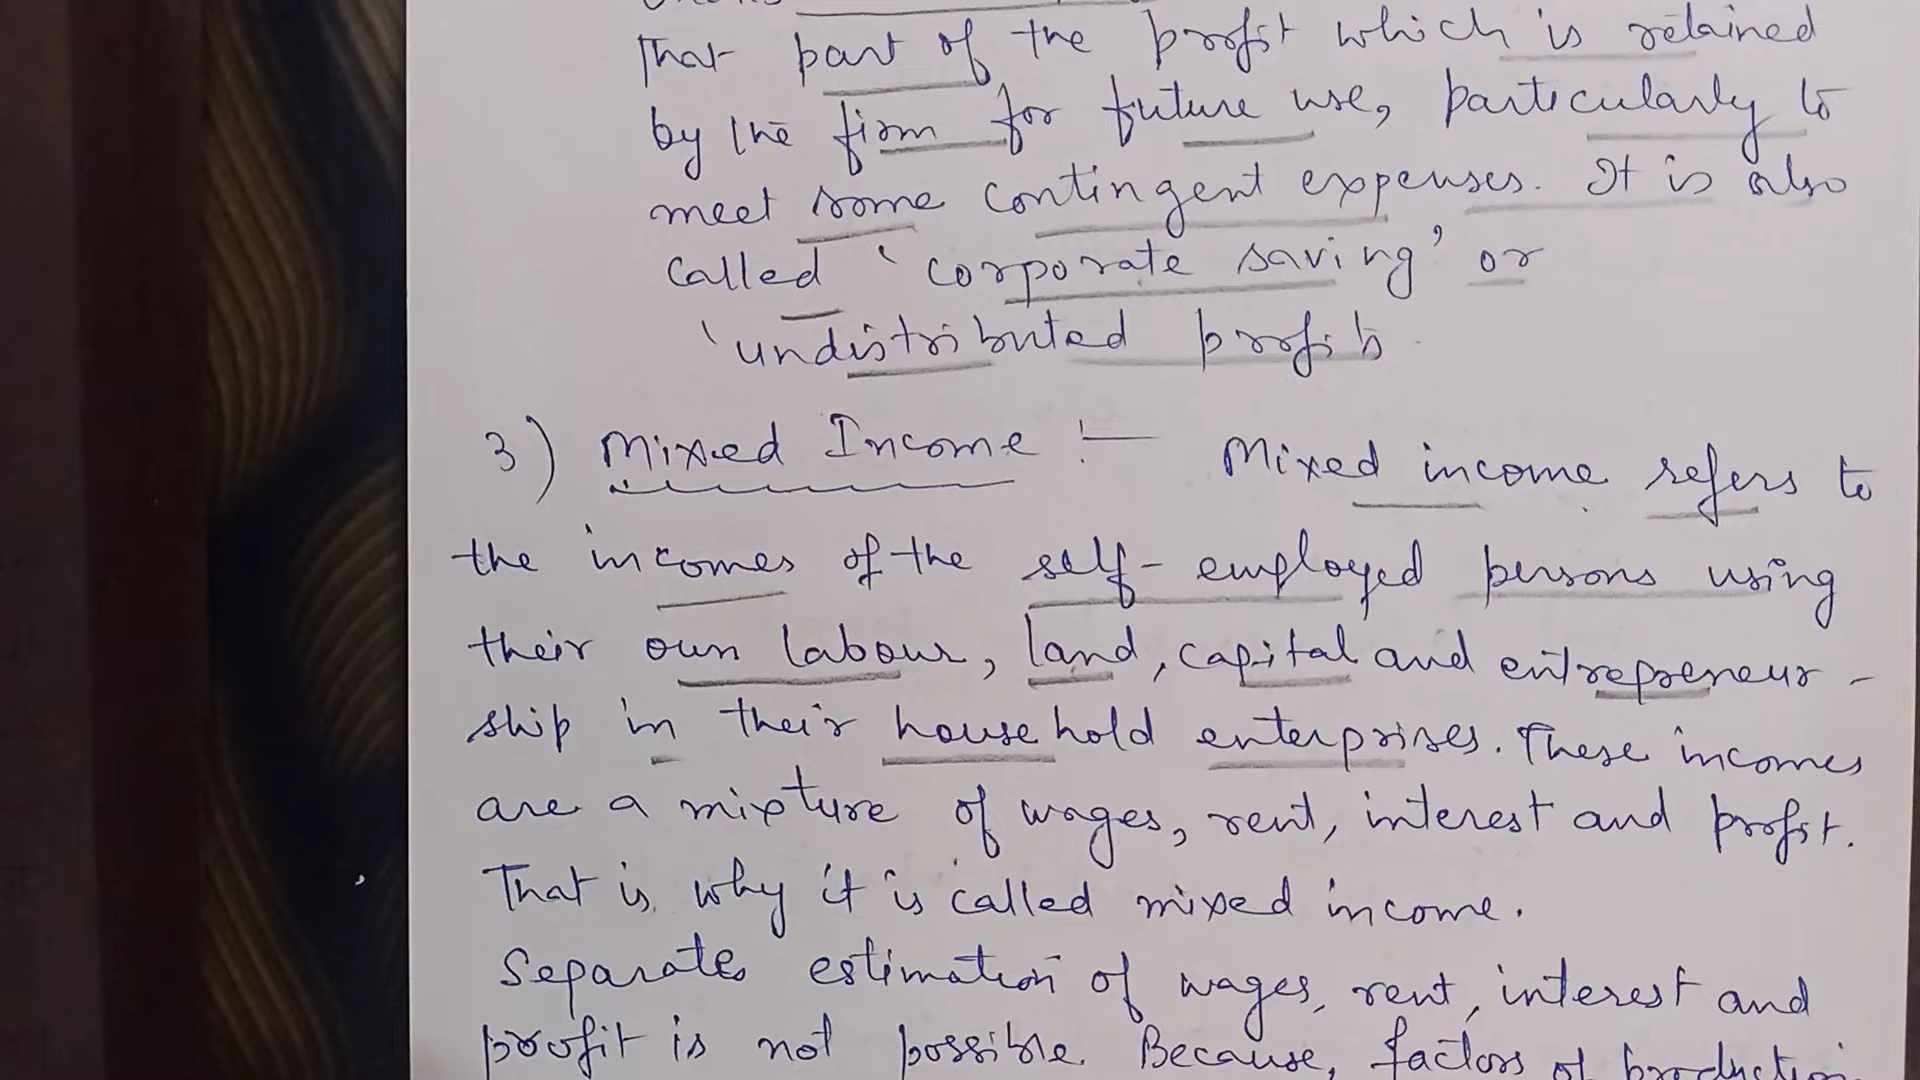 That part of the profit which is retained
by the firm for future use, particularly to
meet some contingent expenses. It is also
called 'corporate saving' or
'undistributed profits
3) Mixed Income :- Mixed income refers to
the incomes of the self-employed persons using
their own labour, land, capital and entrepreneur-
ship in their household enterprises. These incomes
are a mixture of wages, rent, interest and profit.
That is why it is called mixed income.
Separate estimation of wages, rent, interest and
profit is not possible Because, factors of production